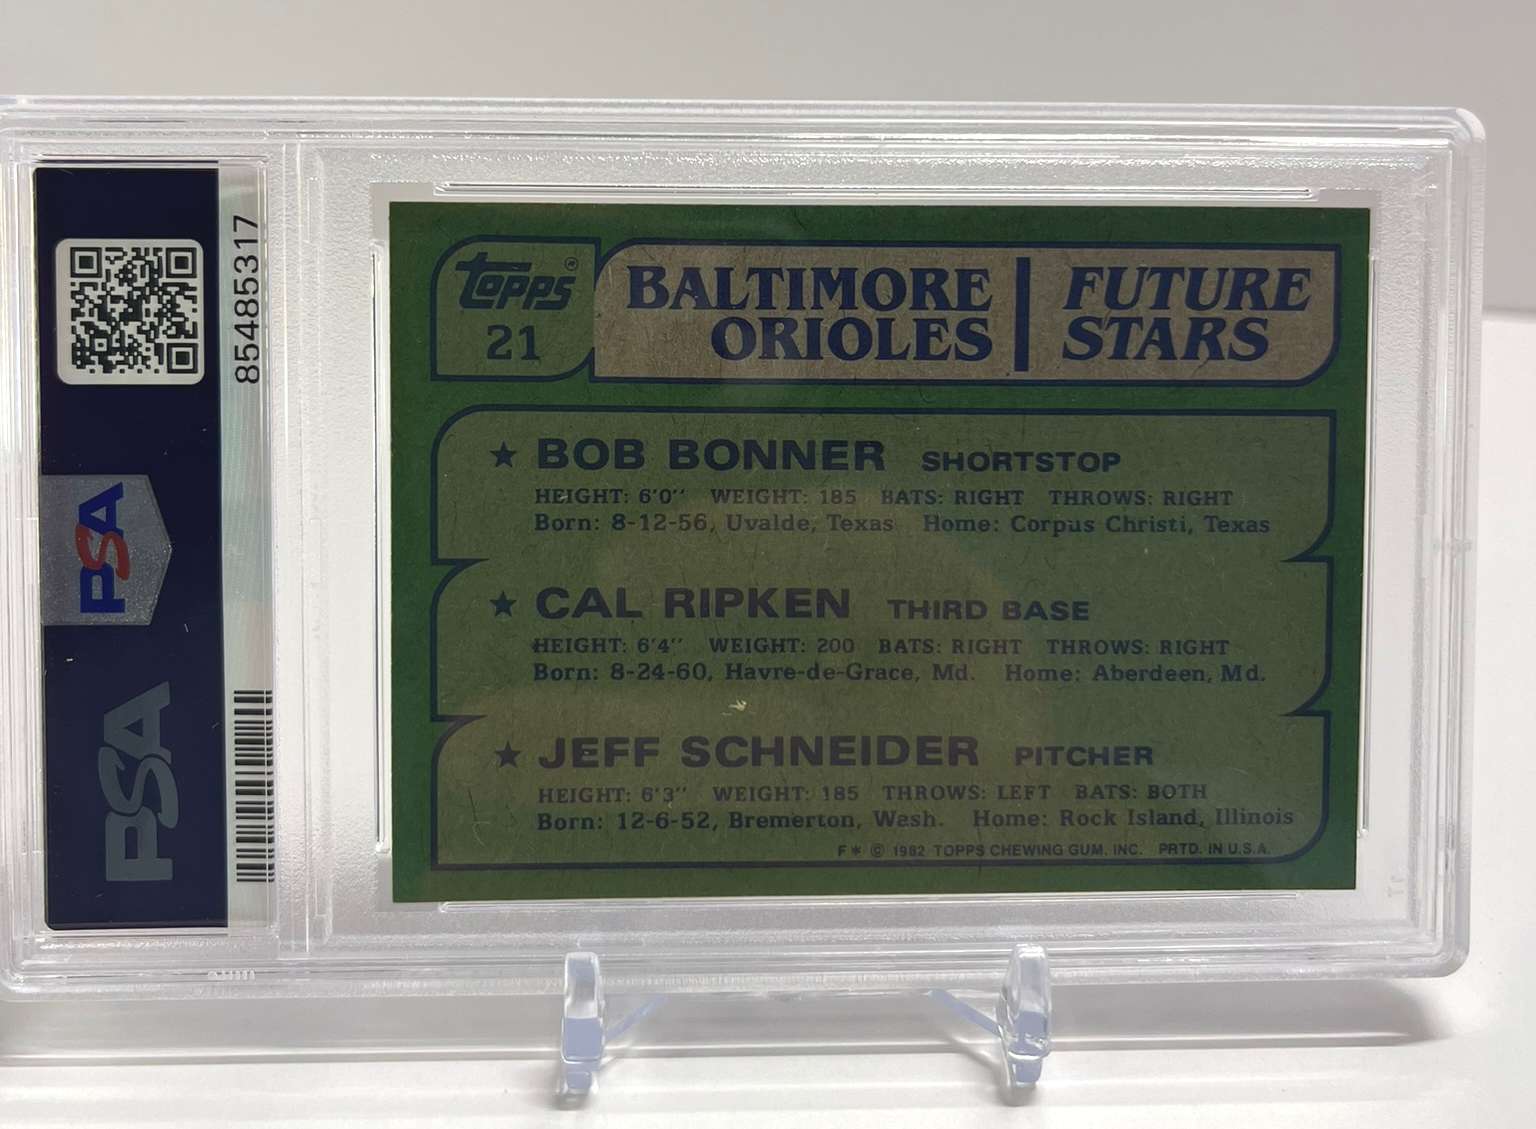 85485317
PSA
PSA
topps®
21
BALTIMORE
ORIOLES
FUTURE
STARS
★ BOB BONNER SHORTSTOP
HEIGHT: 6'0'' WEIGHT: 185 BATS: RIGHT THROWS: RIGHT
Born: 8-12-56, Uvalde, Texas Home: Corpus Christi, Texas
★ CAL RIPKEN THIRD BASE
HEIGHT: 6'4'' WEIGHT: 200 BATS: RIGHT THROWS: RIGHT
Born: 8-24-60, Havre-de-Grace, Md. Home: Aberdeen, Md.
★ JEFF SCHNEIDER PITCHER
HEIGHT: 6'3'' WEIGHT: 185 THROWS: LEFT BATS: BOTH
Born: 12-6-52, Bremerton, Wash. Home: Rock Island, Illinois
F * © 1982 TOPPS CHEWING GUM, INC. PRTD. IN U.S.A.